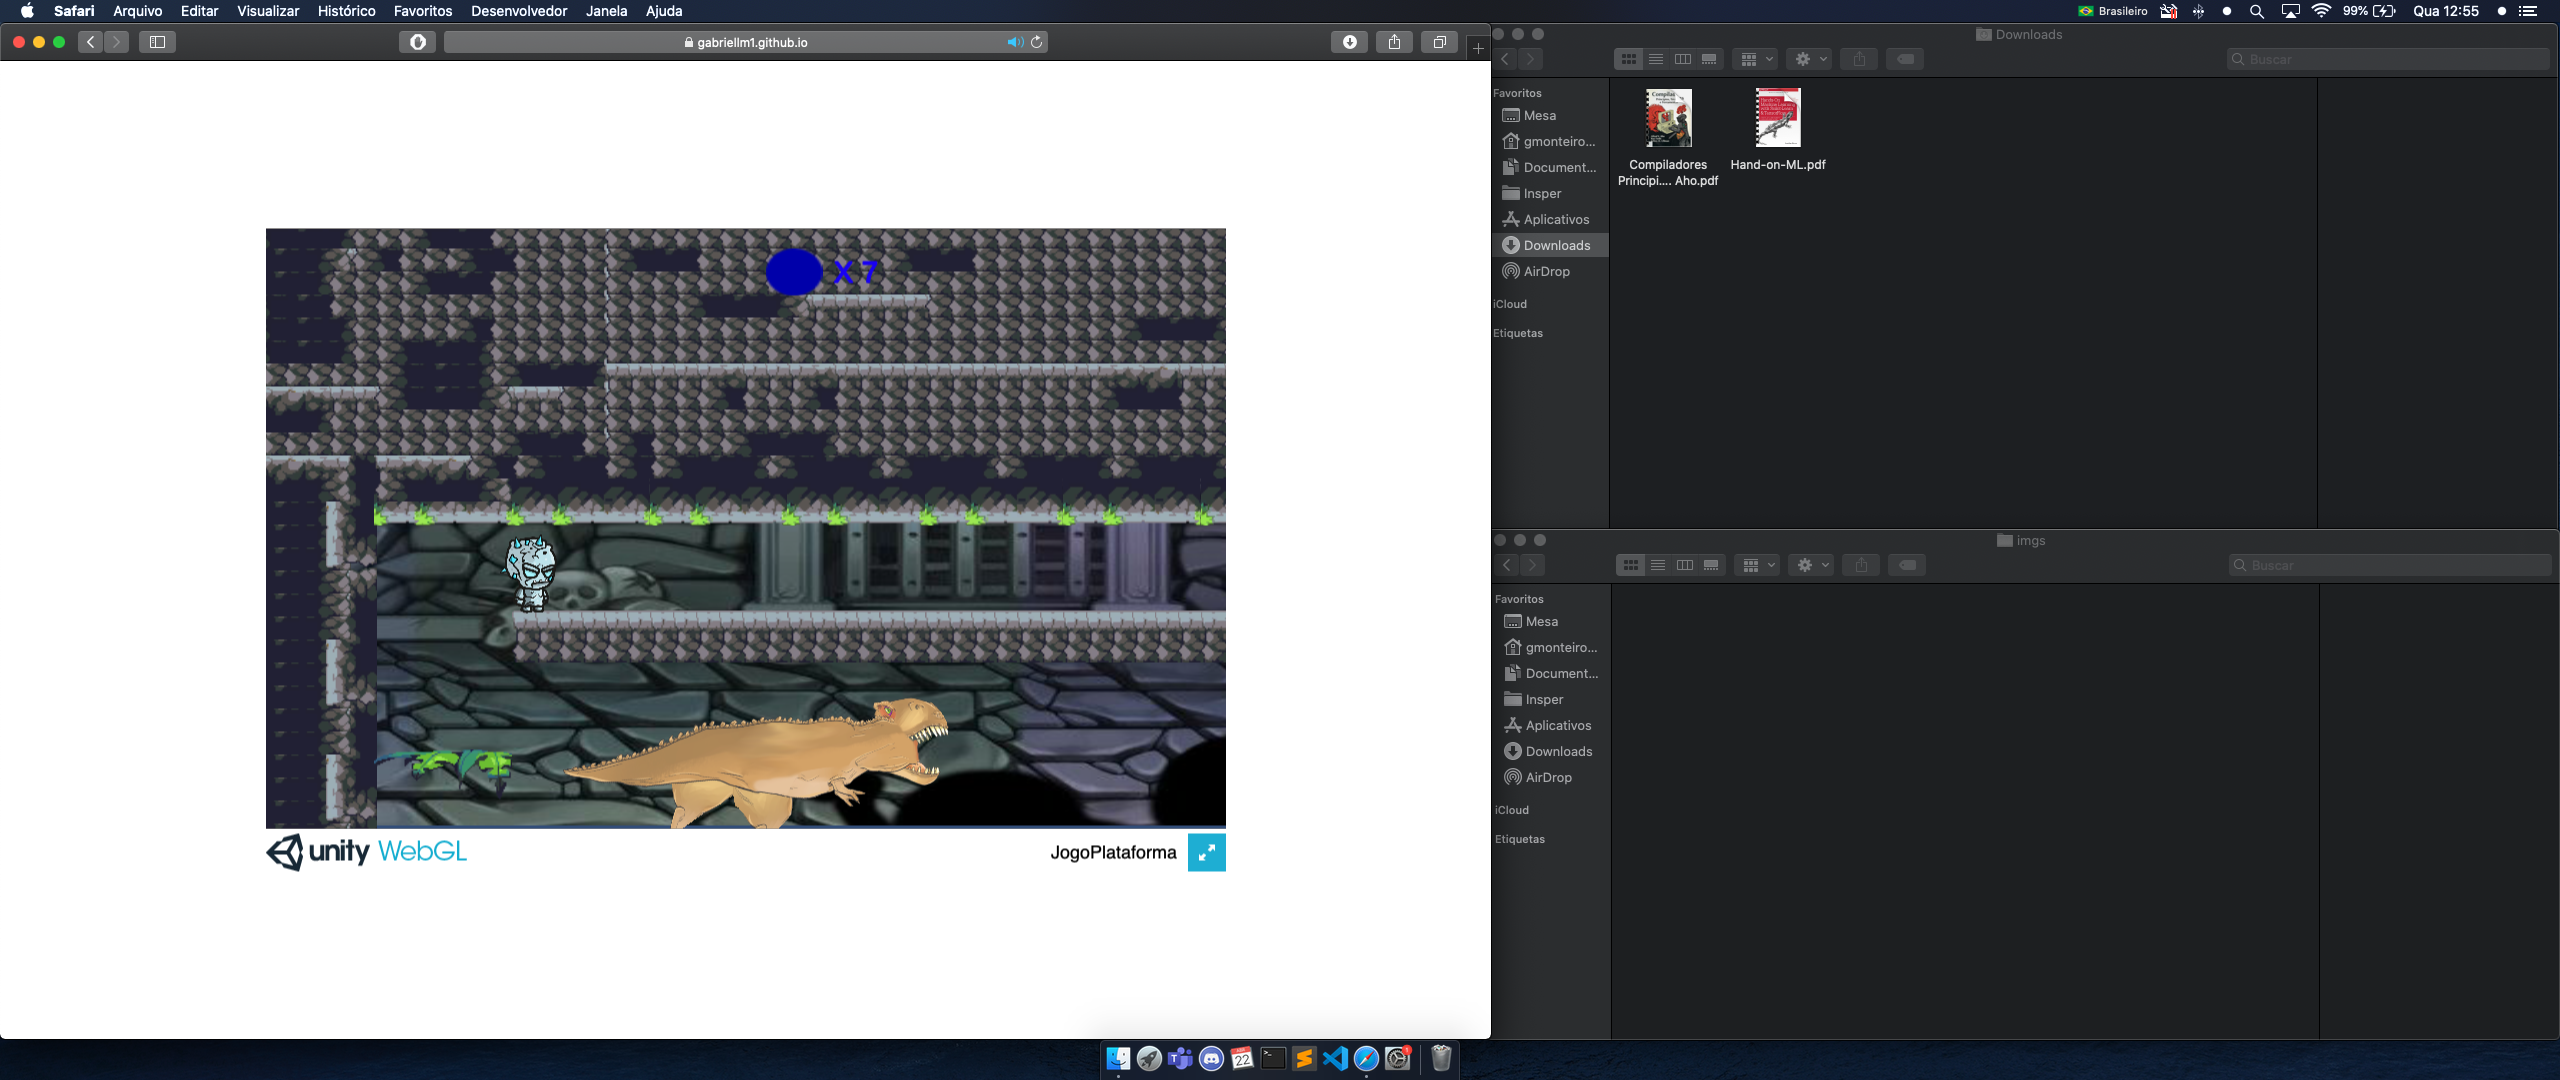 Safari Arquivo Editar Visualizar Histórico Favoritos Desenvolvedor Janela Ajuda
Brasileiro 99% Qua 12:55
gabriellm1.github.io
X 7
unity WebGL
JogoPlataforma
Downloads
Buscar
Favoritos
Mesa
gmonteiro...
Document...
Insper
Aplicativos
Downloads
AirDrop
iCloud
Etiquetas
Compiladores
Principi.... Aho.pdf
Hand-on-ML.pdf
imgs
Buscar
Favoritos
Mesa
gmonteiro...
Document...
Insper
Aplicativos
Downloads
AirDrop
iCloud
Etiquetas
22
1